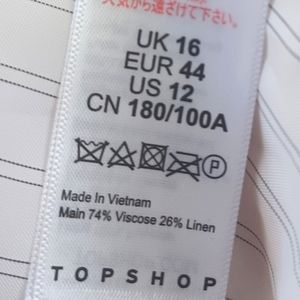 火気から遠ざけて下さい。
UK 16
EUR 44
US 12
CN 180/100A
P
Made In Vietnam
Main 74% Viscose 26% Linen
TOPSHOP